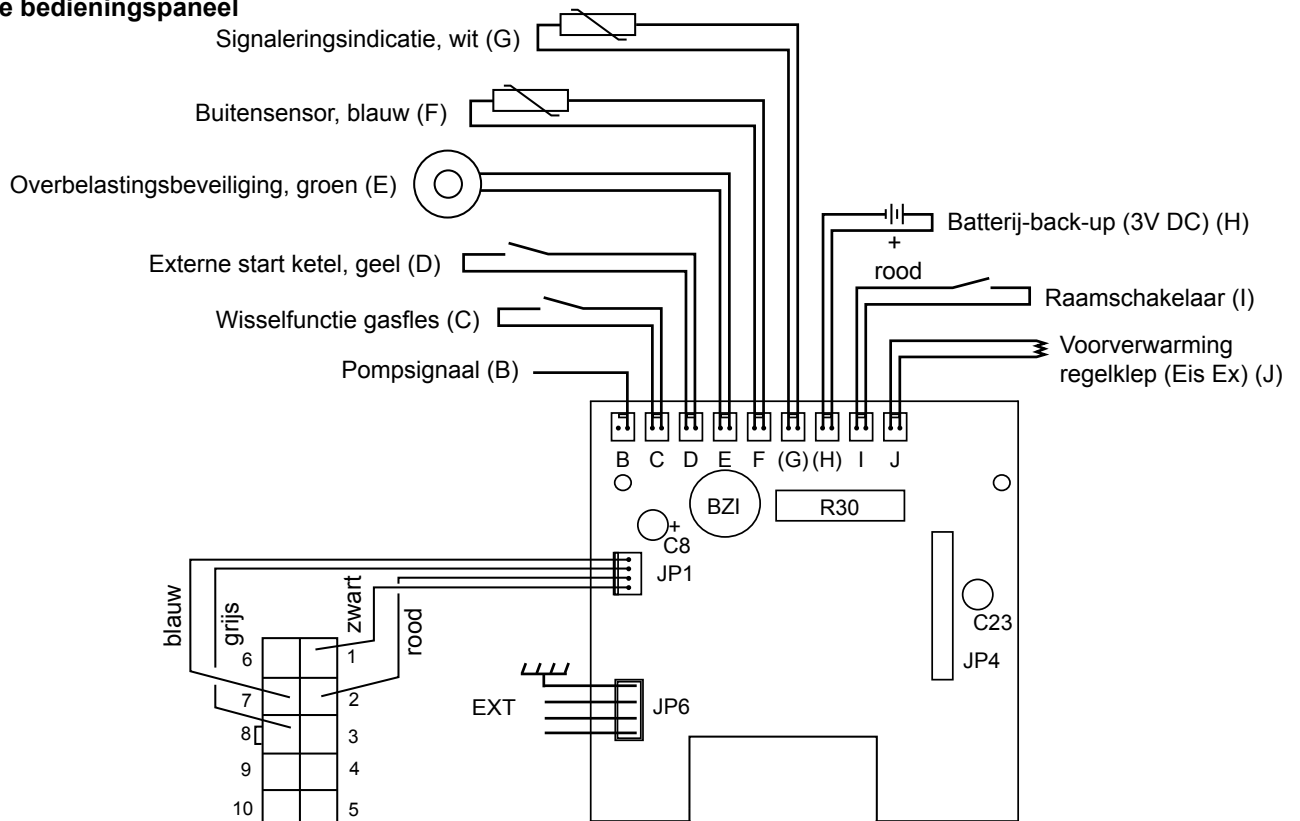 e bedieningspaneel
Signaleringsindicatie, wit (G)
Buitensensor, blauw (F)
Overbelastingsbeveiliging, groen (E)
Batterij-back-up (3V DC) (H)
+
rood
Externe start ketel, geel (D)
Raamschakelaar (I)
Wisselfunctie gasfles (C)
Voorverwarming
regelklep (Eis Ex) (J)
Pompsignaal (B)
B C D E F (G) (H) I J
BZI
R30
+
C8
JP1
blauw
grijs
zwart
rood
C23
JP4
6 1
7 2
8 3
9 4
10 5
EXT
JP6